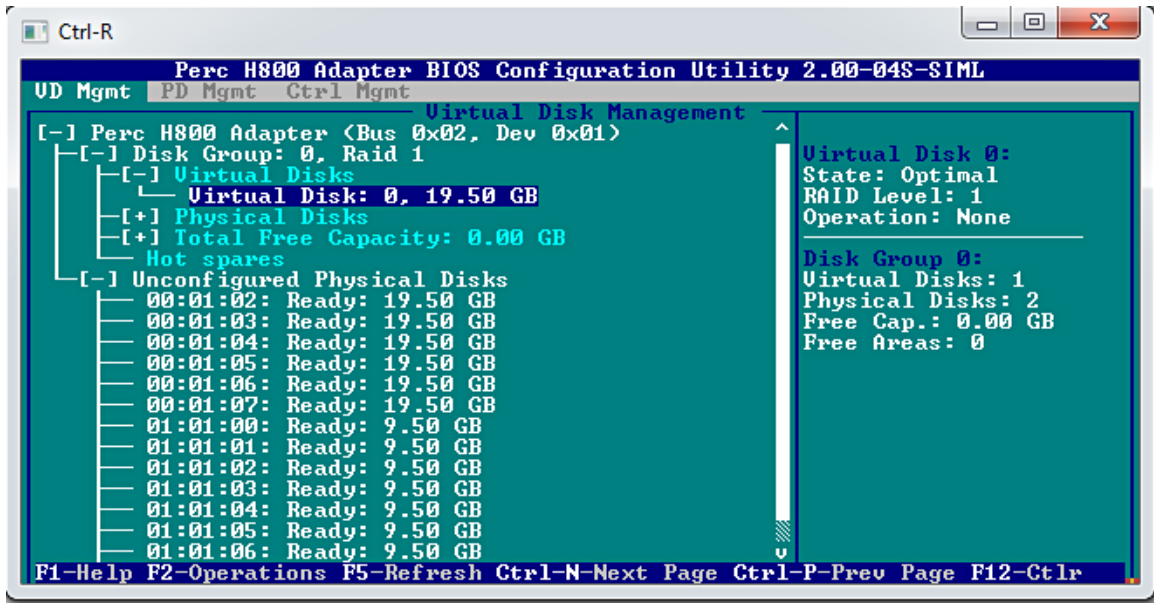 Ctrl-R
Perc H800 Adapter BIOS Configuration Utility 2.00-04S-SIML
VD Mgmt PD Mgmt Ctrl Mgmt
Virtual Disk Management
[-] Perc H800 Adapter (Bus 0x02, Dev 0x01)
[-] Disk Group: 0, Raid 1
[-] Virtual Disks
Virtual Disk: 0, 19.50 GB
[+] Physical Disks
[+] Total Free Capacity: 0.00 GB
Hot spares
[-] Unconfigured Physical Disks
00:01:02: Ready: 19.50 GB
00:01:03: Ready: 19.50 GB
00:01:04: Ready: 19.50 GB
00:01:05: Ready: 19.50 GB
00:01:06: Ready: 19.50 GB
00:01:07: Ready: 19.50 GB
01:01:00: Ready: 9.50 GB
01:01:01: Ready: 9.50 GB
01:01:02: Ready: 9.50 GB
01:01:03: Ready: 9.50 GB
01:01:04: Ready: 9.50 GB
01:01:05: Ready: 9.50 GB
01:01:06: Ready: 9.50 GB
Virtual Disk 0:
State: Optimal
RAID Level: 1
Operation: None
Disk Group 0:
Virtual Disks: 1
Physical Disks: 2
Free Cap.: 0.00 GB
Free Areas: 0
F1-Help F2-Operations F5-Refresh Ctrl-N-Next Page Ctrl-P-Prev Page F12-Ctlr